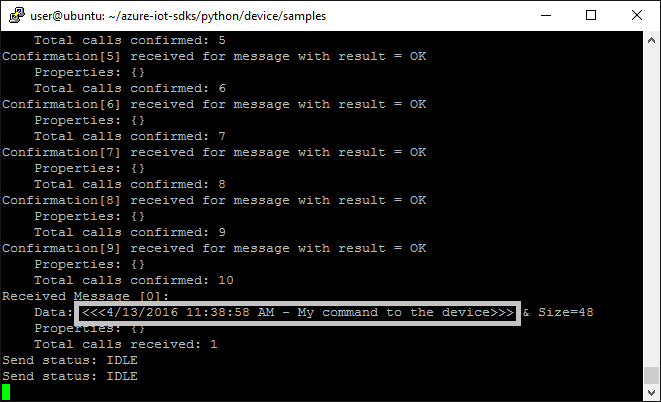 user@ubuntu: ~/azure-iot-sdks/python/device/samples
    Total calls confirmed: 5
Confirmation[5] received for message with result = OK
    Properties: {}
    Total calls confirmed: 6
Confirmation[6] received for message with result = OK
    Properties: {}
    Total calls confirmed: 7
Confirmation[7] received for message with result = OK
    Properties: {}
    Total calls confirmed: 8
Confirmation[8] received for message with result = OK
    Properties: {}
    Total calls confirmed: 9
Confirmation[9] received for message with result = OK
    Properties: {}
    Total calls confirmed: 10
Received Message [0]:
    Data: <<<4/13/2016 11:38:58 AM - My command to the device>>> & Size=48
    Properties: {}
    Total calls received: 1
Send status: IDLE
Send status: IDLE